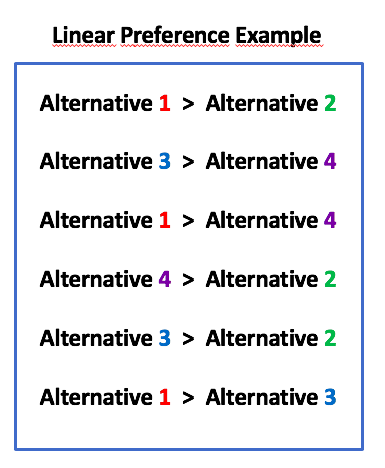 Linear Preference Example
Alternative 1 > Alternative 2
Alternative 3 > Alternative 4
Alternative 1 > Alternative 4
Alternative 4 > Alternative 2
Alternative 3 > Alternative 2
Alternative 1 > Alternative 3